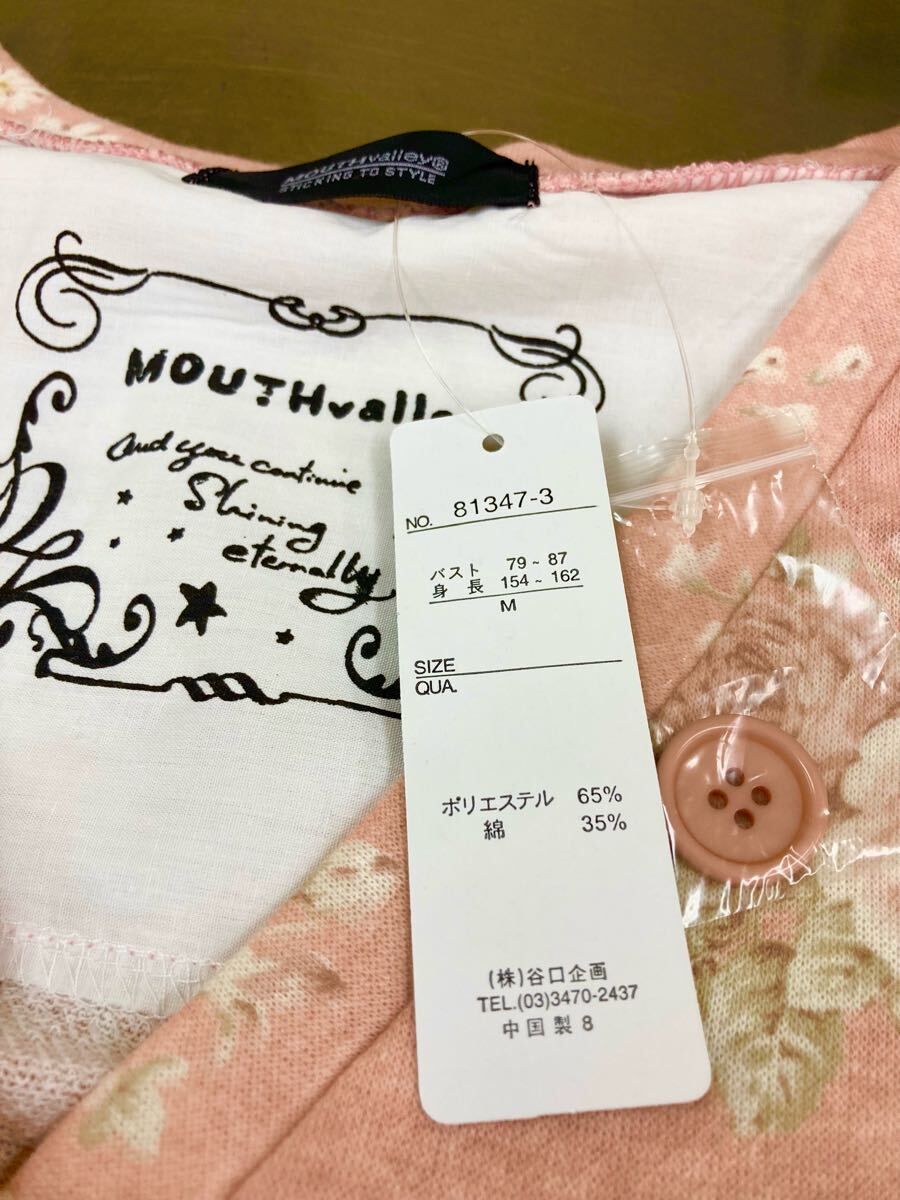 MOUTHvalley®
STICKING TO STYLE
MOUTHvalle
And your continue
Shining
eternalby
NO. 81347-3
バスト 79~87
身長 154~162
M
SIZE
QUA.
ポリエステル 65%
綿 35%
(株)谷口企画
TEL.(03)3470-2437
中国製 8